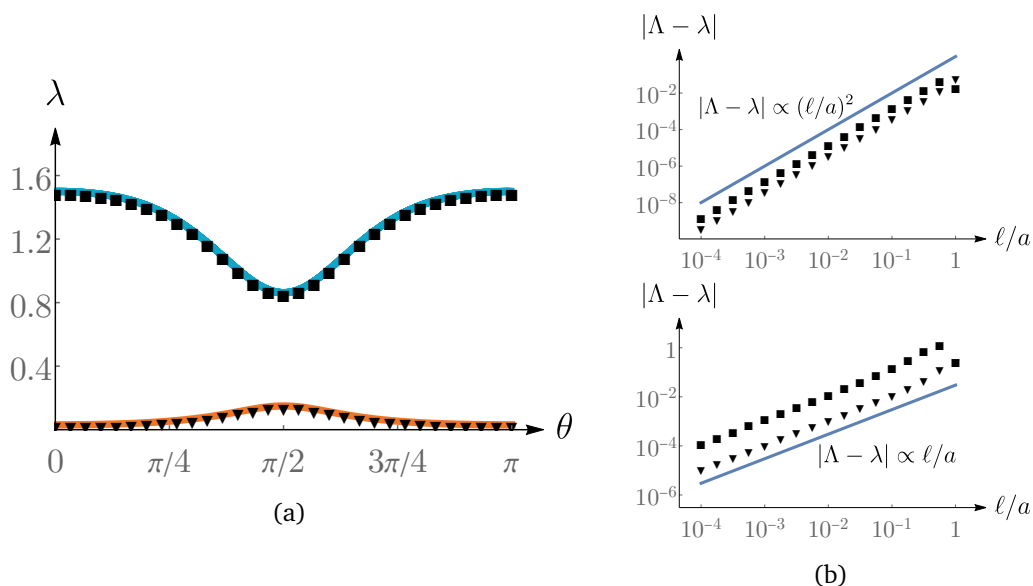 λ
1.6
1.2
0.8
0.4
0 π/4 π/2 3π/4 π
θ
(a)
|Λ − λ|
10⁻²
10⁻⁴
10⁻⁶
10⁻⁸
|Λ − λ| ∝ (ℓ/a)²
10⁻⁴ 10⁻³ 10⁻² 10⁻¹ 1
ℓ/a
|Λ − λ|
1
10⁻²
10⁻⁴
10⁻⁶
|Λ − λ| ∝ ℓ/a
10⁻⁴ 10⁻³ 10⁻² 10⁻¹ 1
ℓ/a
(b)